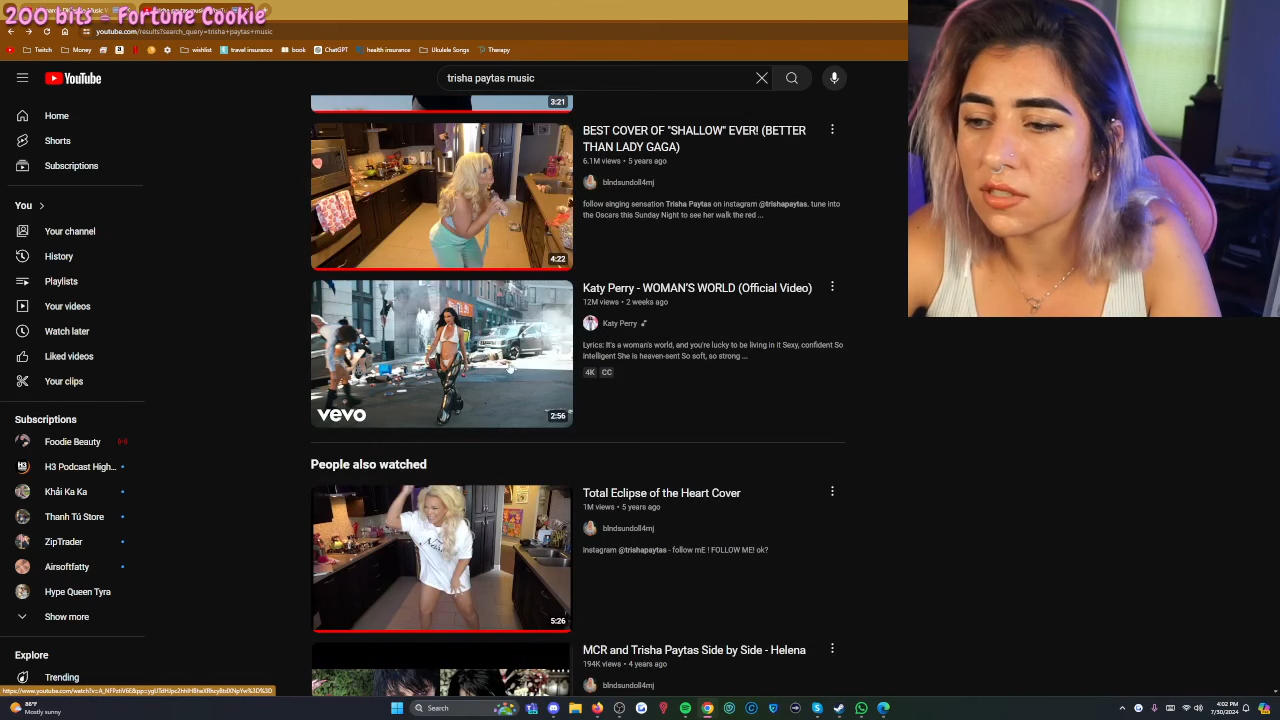 200 bits = Fortune Cookie
youtube.com/results?search_query=trisha+paytas+music
Twitch
Money
wishlist
travel insurance
book
ChatGPT
health insurance
Ukulele Songs
Therapy
YouTube
trisha paytas music
Home
Shorts
Subscriptions
You
Your channel
History
Playlists
Your videos
Watch later
Liked videos
Your clips
Subscriptions
Foodie Beauty
H3 Podcast High...
Khải Ka Ka
Thanh Tú Store
ZipTrader
Airsoftfatty
Hype Queen Tyra
Show more
Explore
Trending
3:21
BEST COVER OF "SHALLOW" EVER! (BETTER
THAN LADY GAGA)
6.1M views • 5 years ago
blndsundoll4mj
follow singing sensation Trisha Paytas on instagram @trishapaytas. tune into
the Oscars this Sunday Night to see her walk the red ...
4:22
Katy Perry - WOMAN'S WORLD (Official Video)
12M views • 2 weeks ago
Katy Perry
Lyrics: It's a woman's world, and you're lucky to be living in it Sexy, confident So
intelligent She is heaven-sent So soft, so strong ...
4K CC
vevo
2:56
People also watched
Total Eclipse of the Heart Cover
1M views • 5 years ago
blndsundoll4mj
instagram @trishapaytas - follow mE ! FOLLOW ME! ok?
5:26
MCR and Trisha Paytas Side by Side - Helena
194K views • 4 years ago
blndsundoll4mj
88°F
Mostly sunny
Search
4:02 PM
7/30/2024